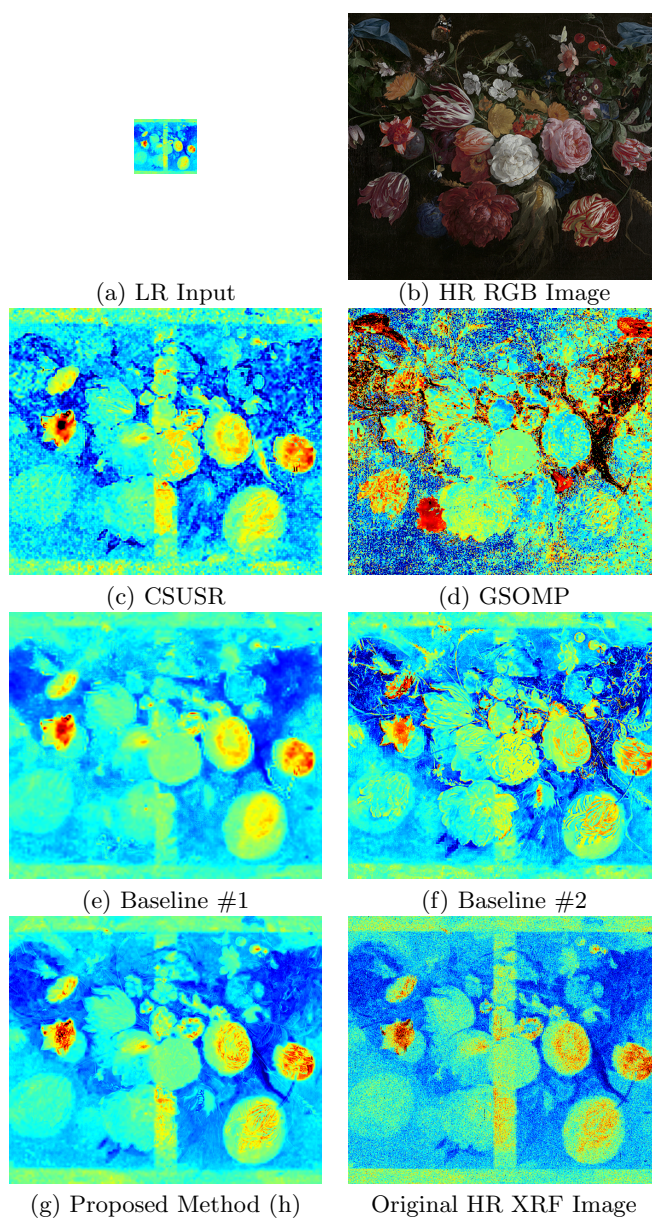 (a) LR Input
(b) HR RGB Image
(c) CSUSR
(d) GSOMP
(e) Baseline #1
(f) Baseline #2
(g) Proposed Method (h)
Original HR XRF Image